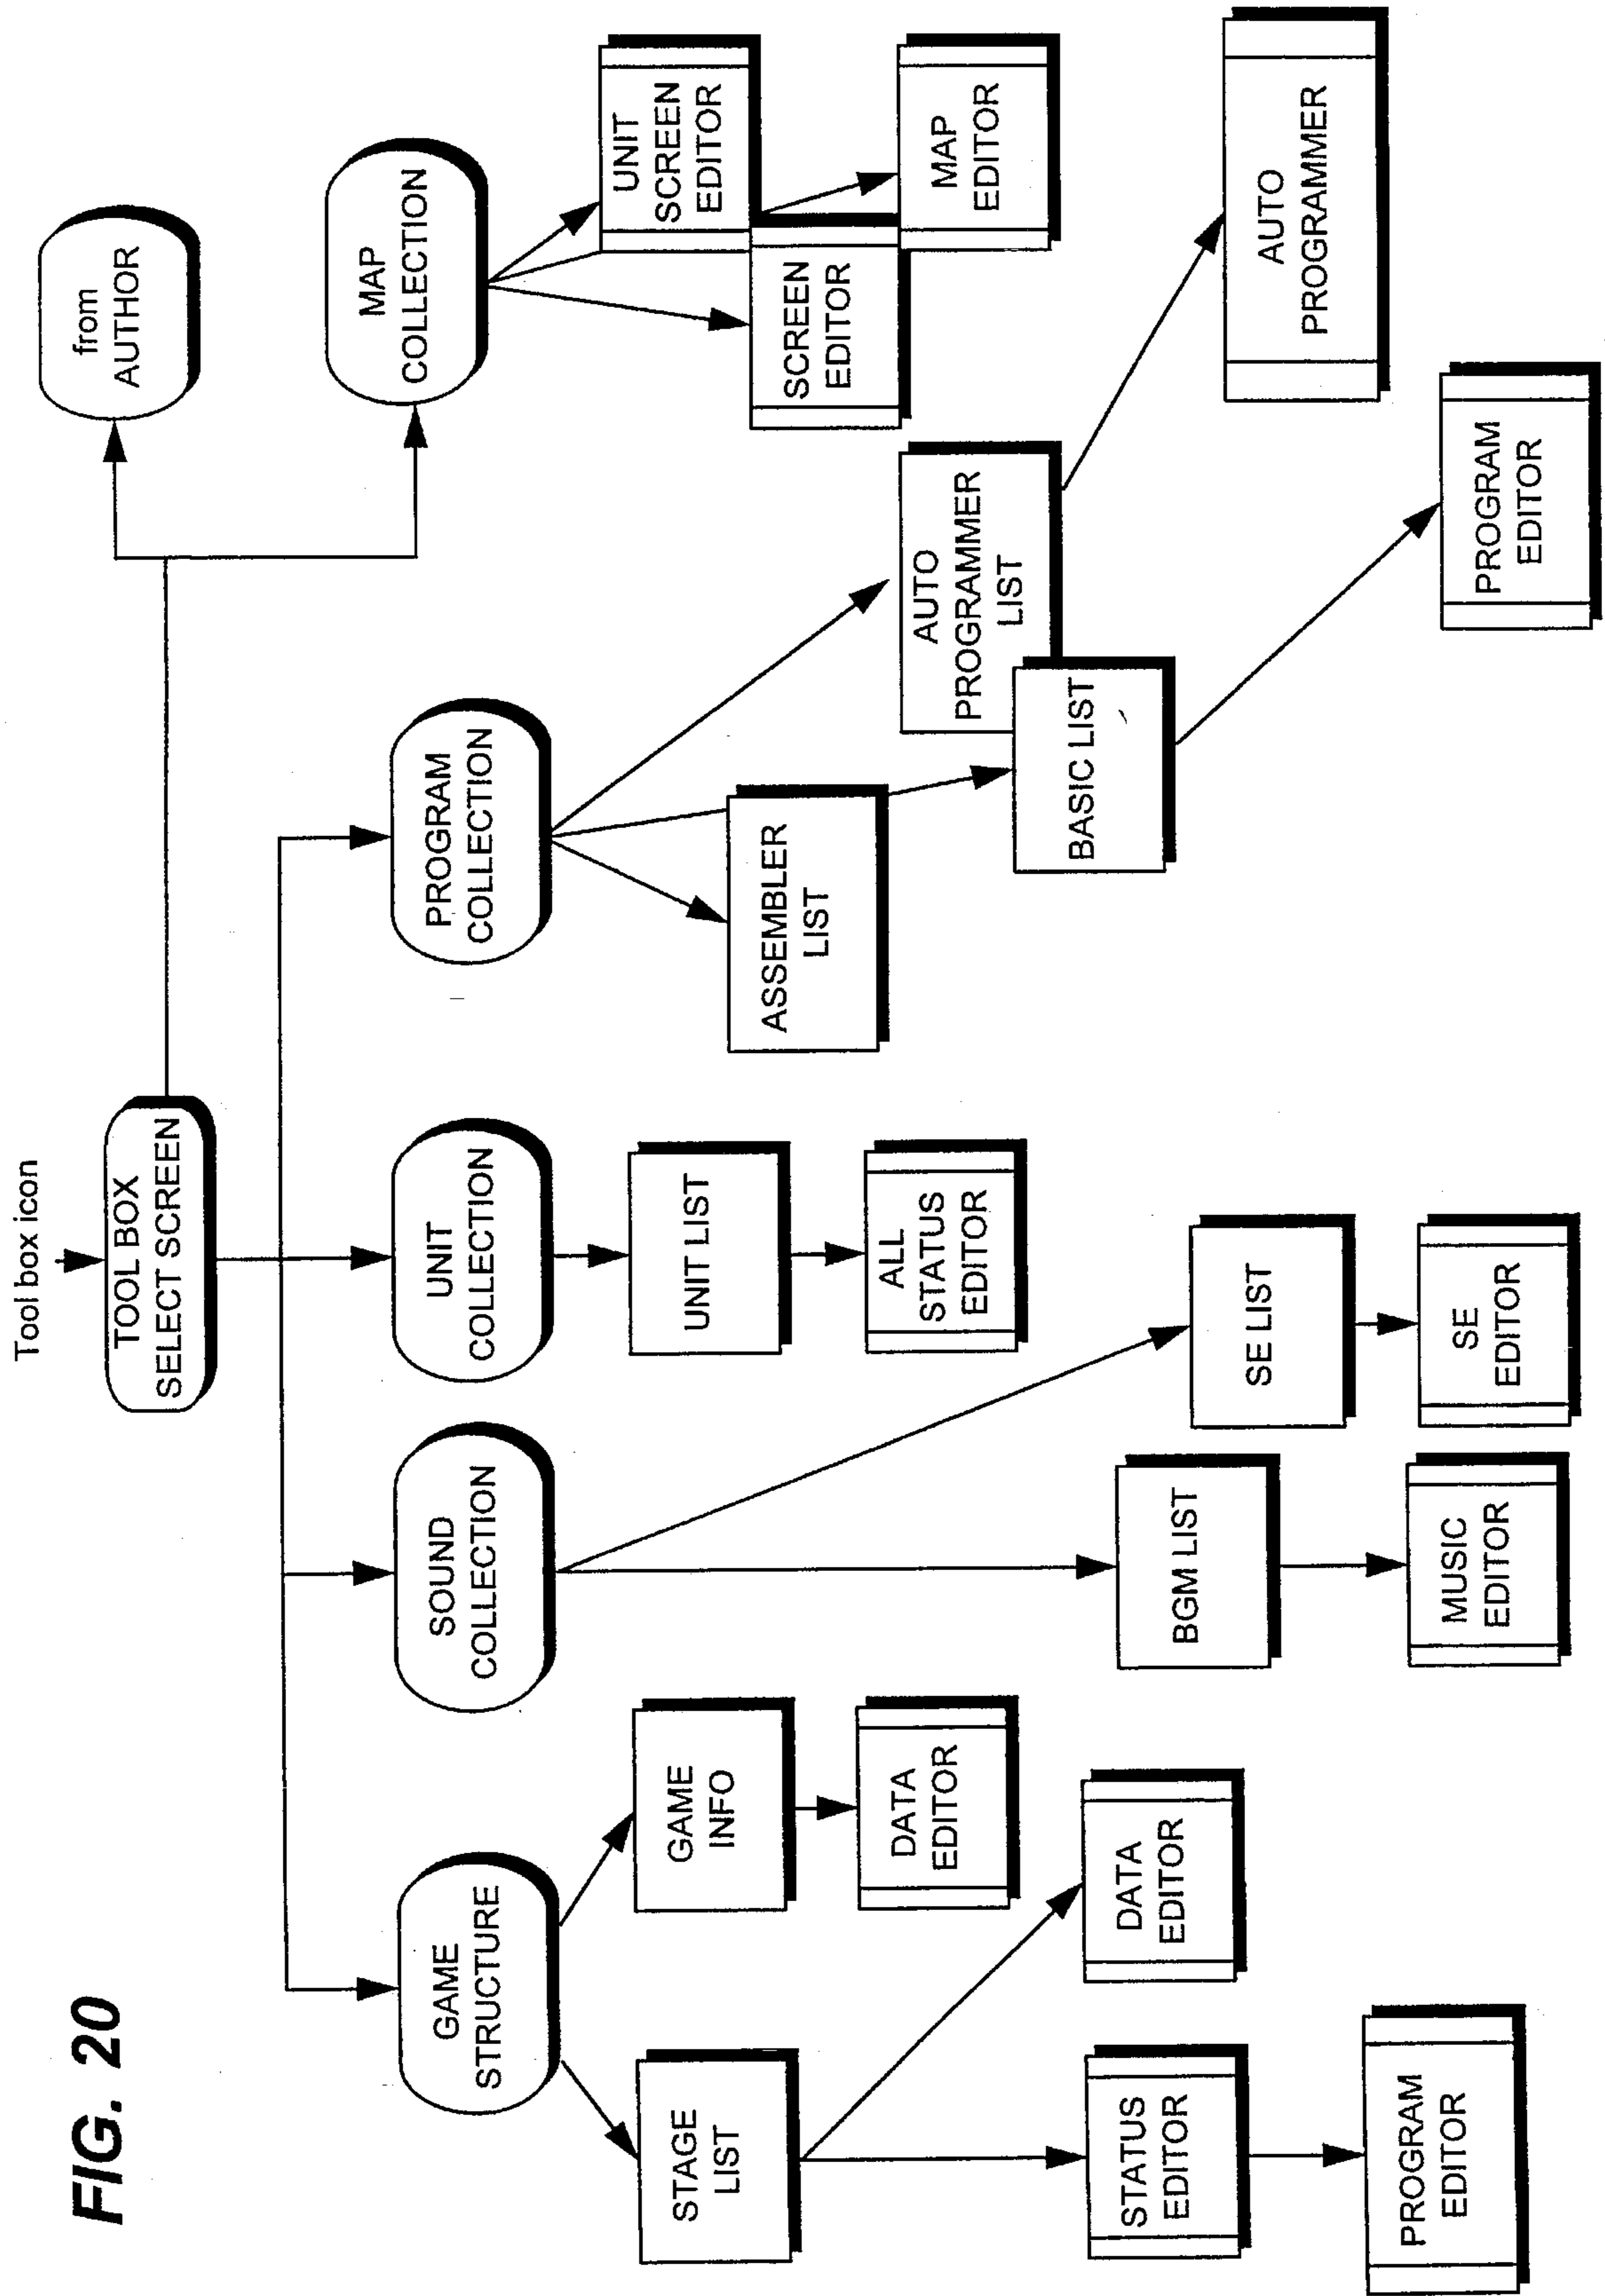 FIG. 20
Tool box icon
TOOL BOX
SELECT SCREEN
from
AUTHOR
MAP
COLLECTION
GAME
STRUCTURE
SOUND
COLLECTION
UNIT
COLLECTION
PROGRAM
COLLECTION
UNIT
SCREEN
EDITOR
SCREEN
EDITOR
MAP
EDITOR
STAGE
LIST
GAME
INFO
DATA
EDITOR
DATA
EDITOR
STATUS
EDITOR
PROGRAM
EDITOR
BGM LIST
MUSIC
EDITOR
SE LIST
SE
EDITOR
UNIT LIST
ALL
STATUS
EDITOR
ASSEMBLER
LIST
BASIC LIST
AUTO
PROGRAMMER
LIST
AUTO
PROGRAMMER
PROGRAM
EDITOR